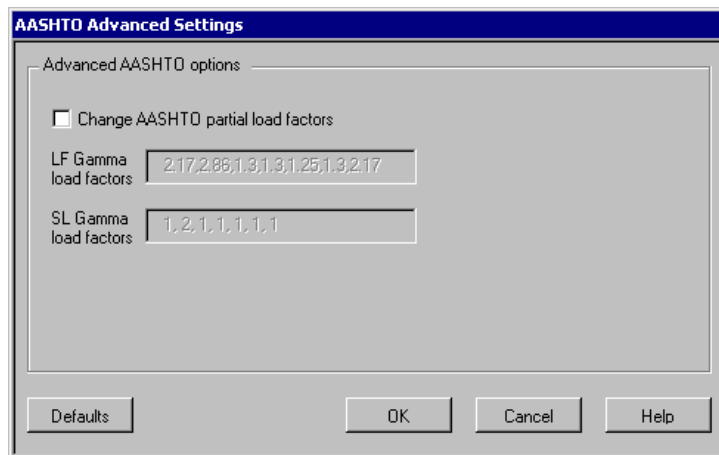 AASHTO Advanced Settings
Advanced AASHTO options
Change AASHTO partial load factors
LF Gamma
load factors
2.17,2.86,1.3,1.3,1.25,1.3,2.17
SL Gamma
load factors
1, 2, 1, 1, 1, 1, 1
Defaults
OK
Cancel
Help